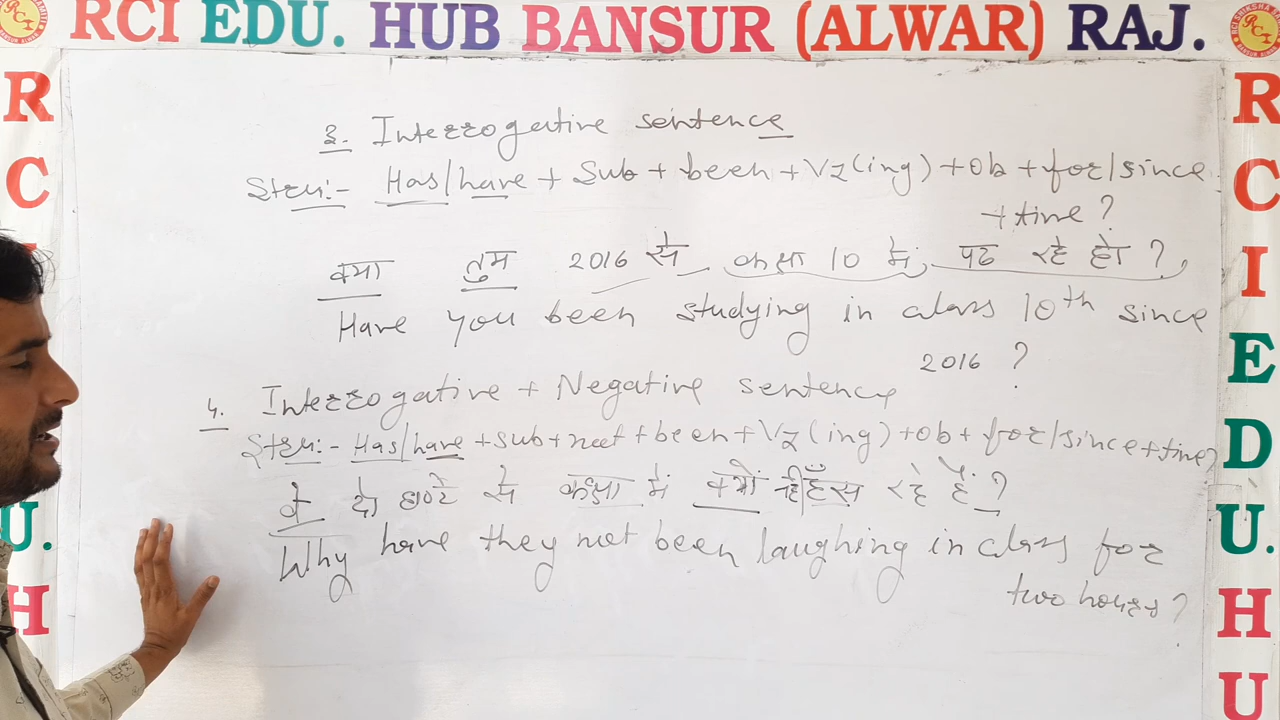 RCI EDU. HUB BANSUR (ALWAR) RAJ.
3. Interrogative sentence
Stru:- Has/have + Sub + been + V1(ing) + ob + for/since
+ time ?
क्या तुम 2016 से कक्षा 10 में पढ रहे हो ?
Have you been studying in class 10th since
2016 ?
4. Interrogative + Negative sentence
Stru:- Has/have + sub + not + been + V1(ing) + ob + for/since + time?
वे दो घण्टे से कक्षा में क्यों नहीं हँस रहे हैं ?
Why have they not been laughing in class for
two hours ?
R
C
U.
H
R
C
I
E
D
U.
H
U